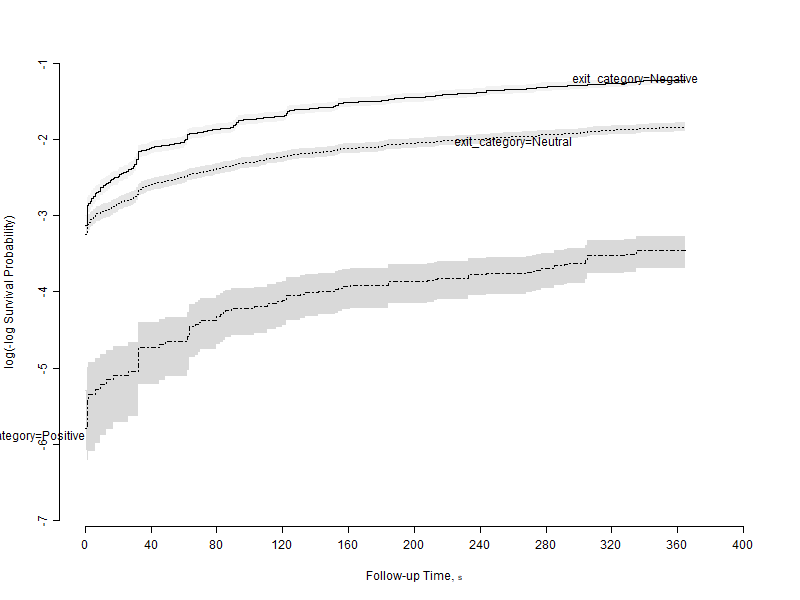 log(-log Survival Probability)
-1
-2
-3
-4
-5
-6
-7
exit_category=Negative
exit_category=Neutral
ategory=Positive
0 40 80 120 160 200 240 280 320 360 400
Follow-up Time, s